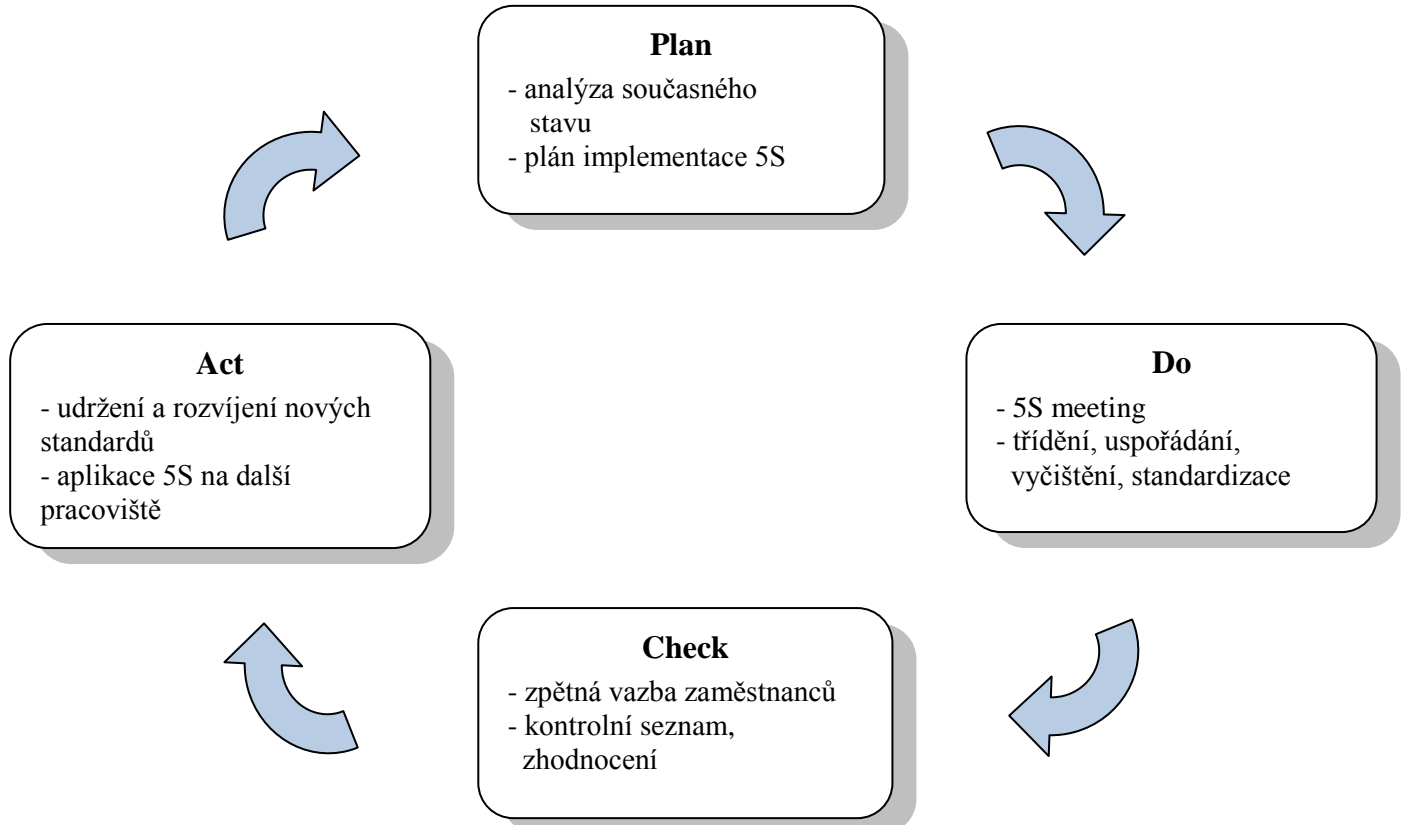 Plan
- analýza současného
stavu
- plán implementace 5S
Act
- udržení a rozvíjení nových
standardů
- aplikace 5S na další
pracoviště
Do
- 5S meeting
- třídění, uspořádání,
vyčištění, standardizace
Check
- zpětná vazba zaměstnanců
- kontrolní seznam,
zhodnocení